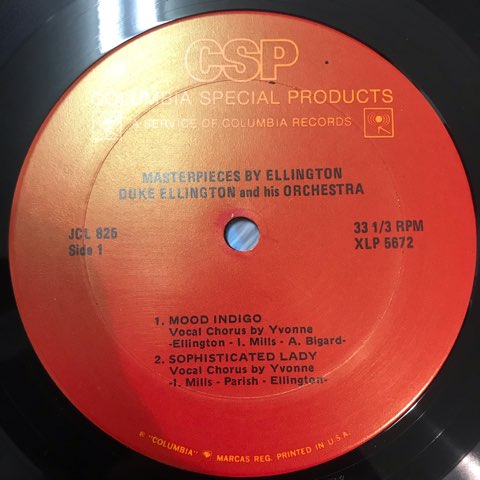 CSP
COLUMBIA SPECIAL PRODUCTS
A SERVICE OF COLUMBIA RECORDS
MASTERPIECES BY ELLINGTON
DUKE ELLINGTON and his ORCHESTRA
JCL 825
Side 1
33 1/3 RPM
XLP 5672
1. MOOD INDIGO
Vocal Chorus by Yvonne
-Ellington - I. Mills - A. Bigard-
2. SOPHISTICATED LADY
Vocal Chorus by Yvonne
-I. Mills - Parish - Ellington-
® "COLUMBIA" MARCAS REG. PRINTED IN U.S.A.